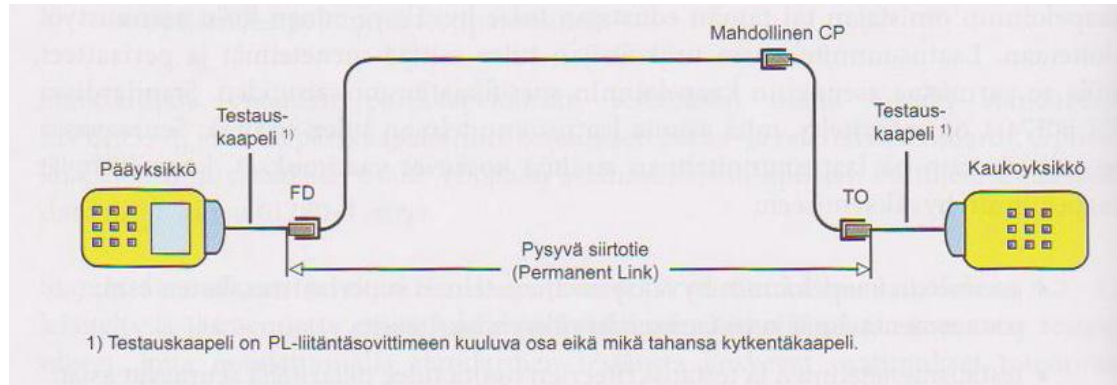 Mahdollinen CP
Testaus-
kaapeli 1)
Testaus-
kaapeli 1)
Pääyksikkö
FD
TO
Kaukoyksikkö
Pysyvä siirtotie
(Permanent Link)
1) Testauskaapeli on PL-liitäntäsovittimeen kuuluva osa eikä mikä tahansa kytkentäkaapeli.